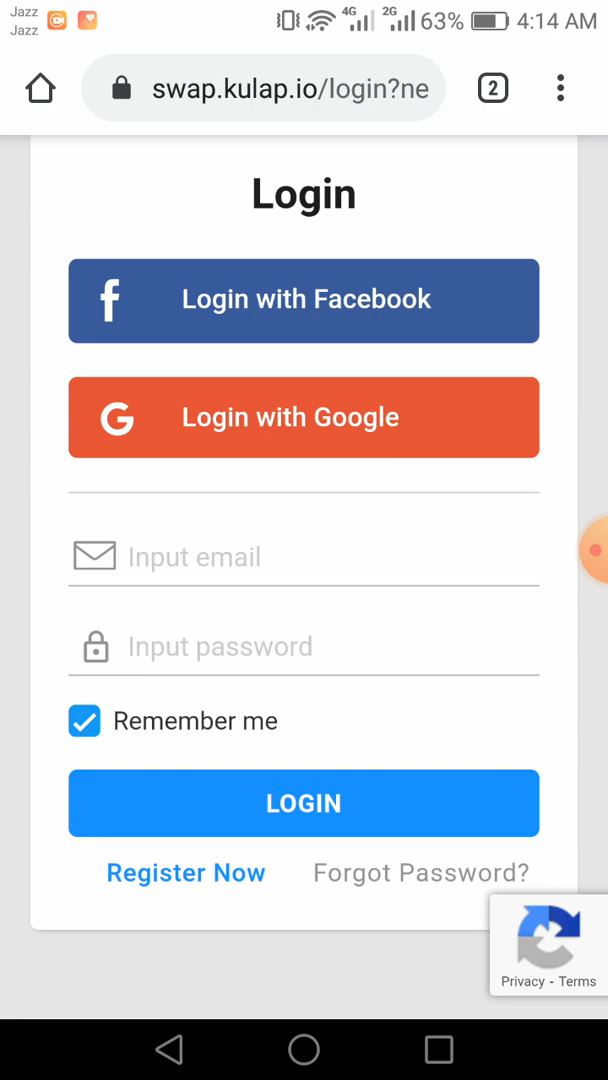 Jazz
Jazz
4G 2G 63% 4:14 AM
swap.kulap.io/login?ne
2
Login
f Login with Facebook
G Login with Google
Input email
Input password
Remember me
LOGIN
Register Now Forgot Password?
Privacy - Terms